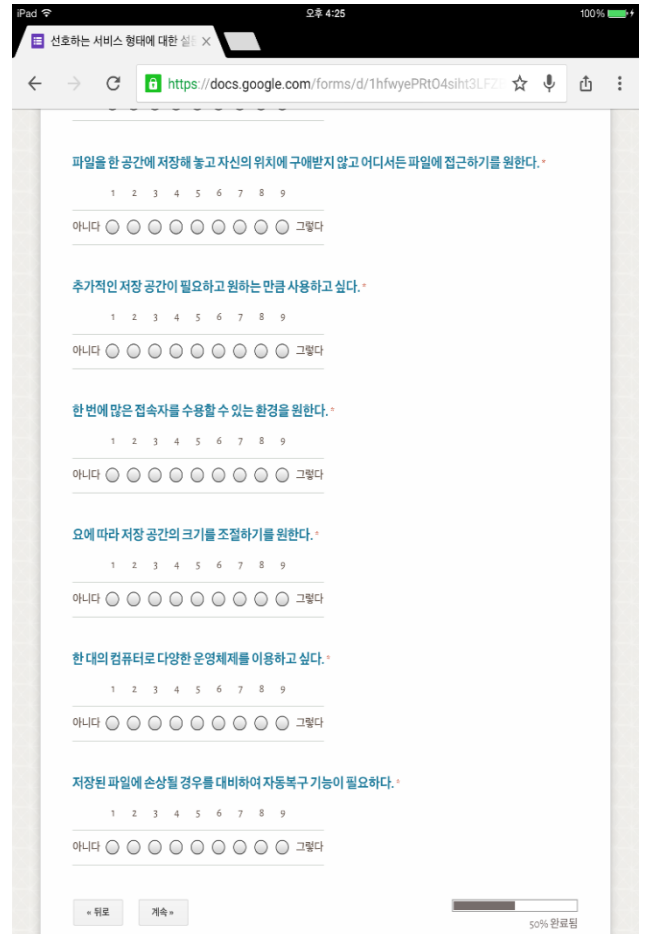 iPad 오후 4:25 100%
선호하는 서비스 형태에 대한 설
https://docs.google.com/forms/d/1hfwyePRtO4siht3LFZ
파일을 한 공간에 저장해 놓고 자신의 위치에 구애받지 않고 어디서든 파일에 접근하기를 원한다. *
1 2 3 4 5 6 7 8 9
아니다 그렇다
추가적인 저장 공간이 필요하고 원하는 만큼 사용하고 싶다. *
1 2 3 4 5 6 7 8 9
아니다 그렇다
한 번에 많은 접속자를 수용할 수 있는 환경을 원한다. *
1 2 3 4 5 6 7 8 9
아니다 그렇다
요에 따라 저장 공간의 크기를 조절하기를 원한다. *
1 2 3 4 5 6 7 8 9
아니다 그렇다
한 대의 컴퓨터로 다양한 운영체제를 이용하고 싶다. *
1 2 3 4 5 6 7 8 9
아니다 그렇다
저장된 파일에 손상될 경우를 대비하여 자동복구 기능이 필요하다. *
1 2 3 4 5 6 7 8 9
아니다 그렇다
« 뒤로 계속 »
50% 완료됨